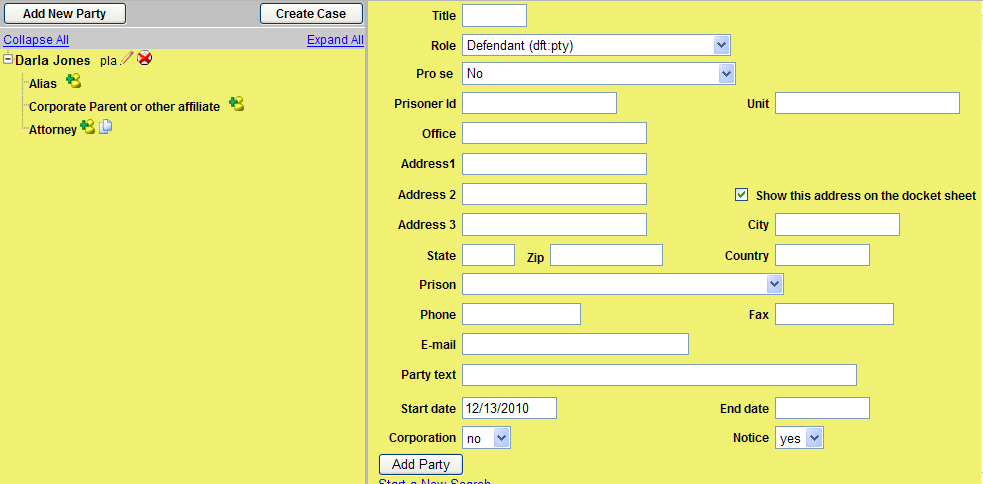 Add New Party
Create Case
Collapse All
Expand All
Darla Jones pla
Alias
Corporate Parent or other affiliate
Attorney
Title
Role Defendant (dft:pty)
Pro se No
Prisoner Id
Unit
Office
Address1
Address 2
Show this address on the docket sheet
Address 3
City
State
Zip
Country
Prison
Phone
Fax
E-mail
Party text
Start date 12/13/2010
End date
Corporation no
Notice yes
Add Party
Start a New Search